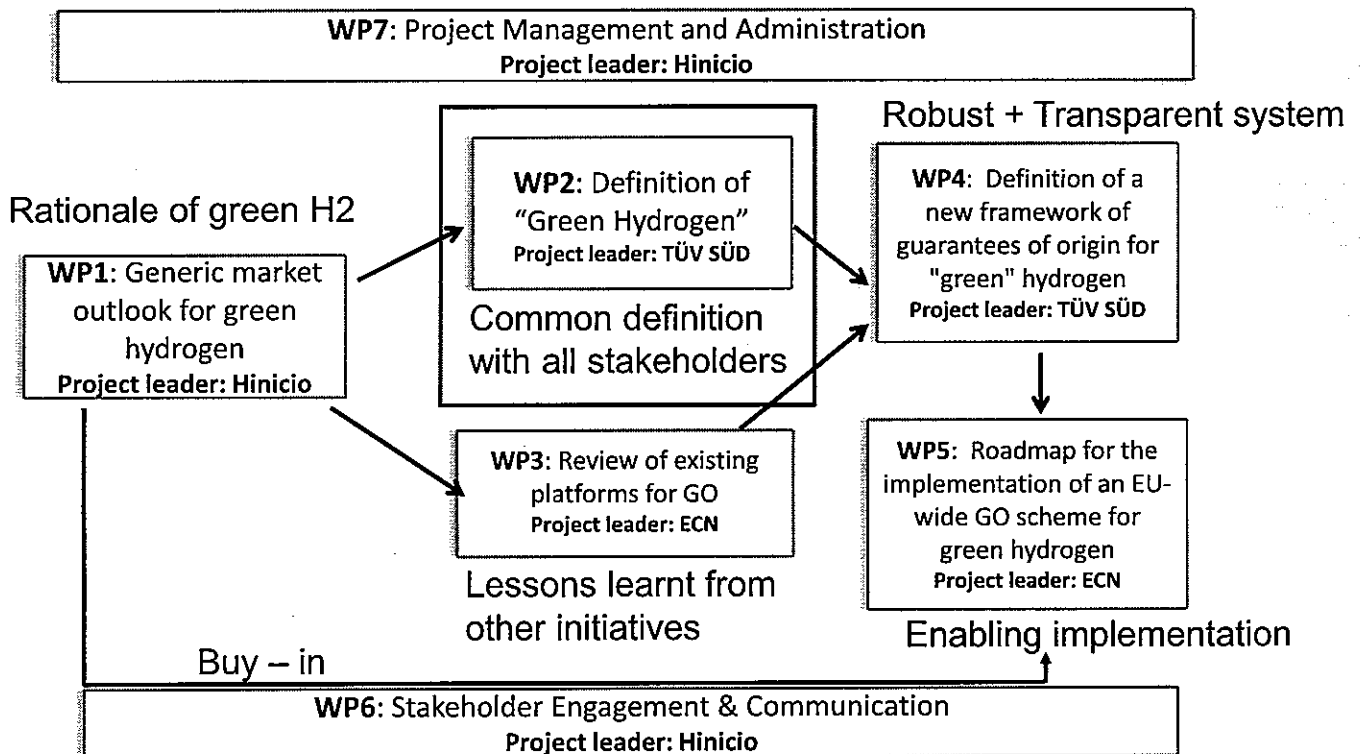 WP7: Project Management and Administration
Project leader: Hinicio
Rationale of green H2
WP1: Generic market
outlook for green
hydrogen
Project leader: Hinicio
WP2: Definition of
“Green Hydrogen”
Project leader: TÜV SÜD
Common definition
with all stakeholders
WP3: Review of existing
platforms for GO
Project leader: ECN
Lessons learnt from
other initiatives
Robust + Transparent system
WP4: Definition of a
new framework of
guarantees of origin for
"green" hydrogen
Project leader: TÜV SÜD
WP5: Roadmap for the
implementation of an EU-
wide GO scheme for
green hydrogen
Project leader: ECN
Enabling implementation
Buy – in
WP6: Stakeholder Engagement & Communication
Project leader: Hinicio